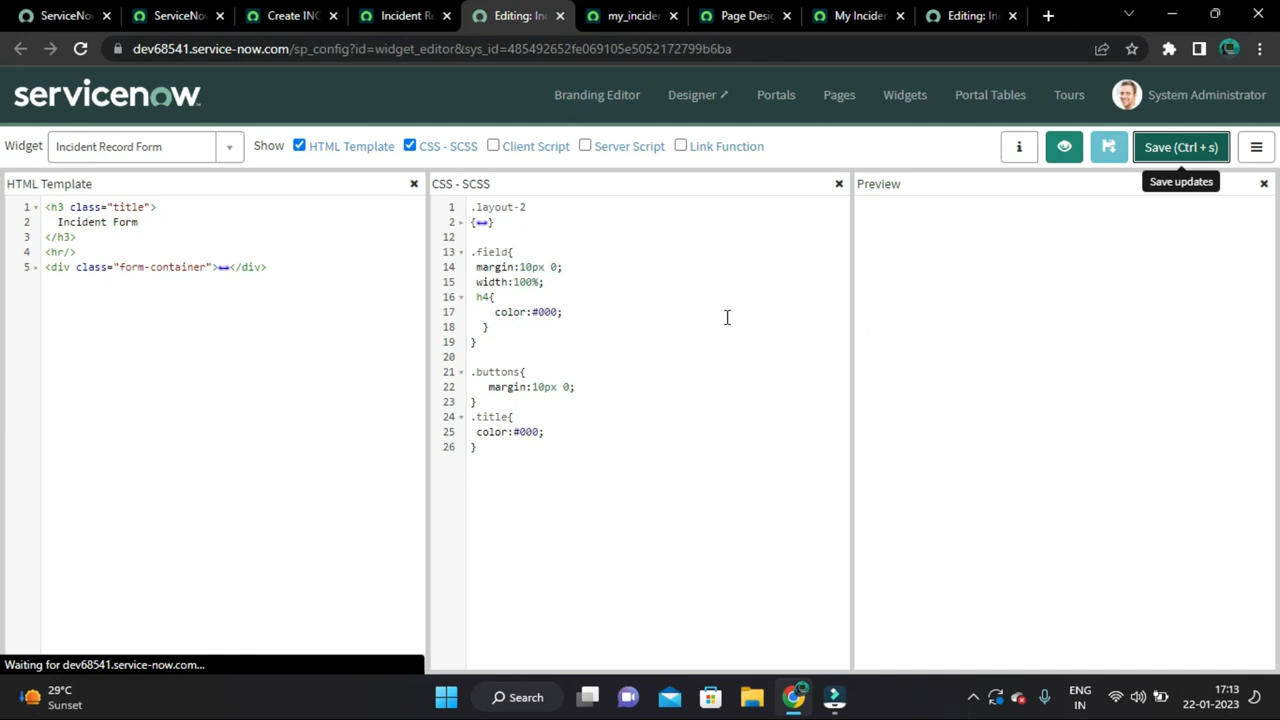 ServiceNo
ServiceNo
Create INC
Incident R
Editing: In
my_incide
Page Desi
My Incide
Editing: In
dev68541.service-now.com/sp_config?id=widget_editor&sys_id=485492652fe069105e5052172799b6ba
servicenow
Branding Editor
Designer
Portals
Pages
Widgets
Portal Tables
Tours
System Administrator
Widget
Incident Record Form
Show
HTML Template
CSS - SCSS
Client Script
Server Script
Link Function
i
Save (Ctrl + s)
Save updates
HTML Template
1 <h3 class="title">
2 Incident Form
3 </h3>
4 <hr/>
5 <div class="form-container"></div>
CSS - SCSS
1 .layout-2
2 {}
12
13 .field{
14 margin:10px 0;
15 width:100%;
16 h4{
17 color:#000;
18 }
19 }
20
21 .buttons{
22 margin:10px 0;
23 }
24 .title{
25 color:#000;
26 }
Preview
Waiting for dev68541.service-now.com...
29°C
Sunset
Search
ENG
IN
17:13
22-01-2023